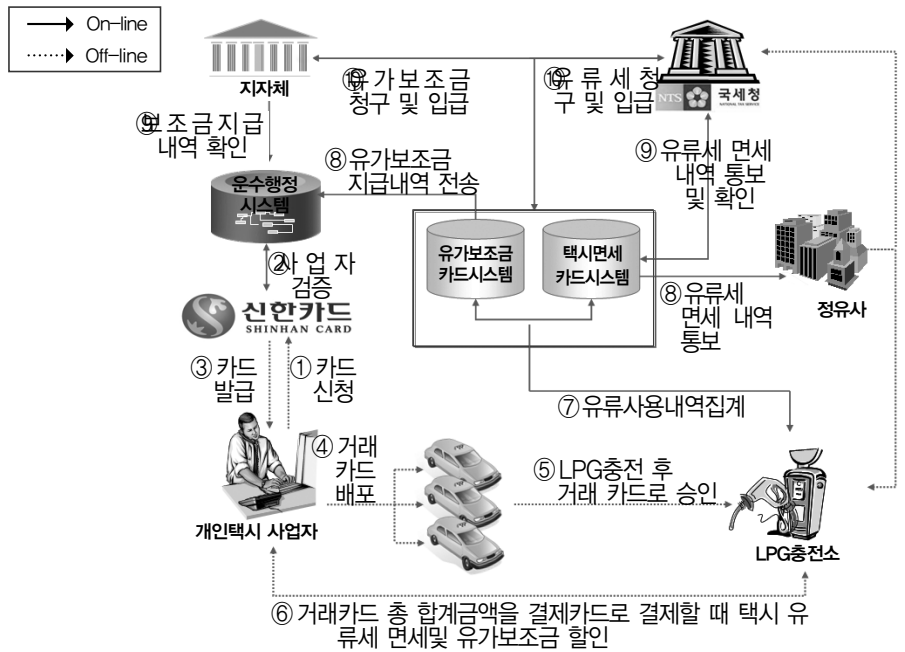 On-line
Off-line
지자체
⑩유가보조금
청구 및 입급
⑩유류세청
구 및 입급
NTS 국세청
NATIONAL TAX SERVICE
⑨보조금지급
내역 확인
⑧유가보조금
지급내역 전송
⑨유류세 면세
내역 통보
및 확인
운수행정
시스템
유가보조금
카드시스템
택시면세
카드시스템
②사 업 자
검증
신한카드
SHINHAN CARD
⑧유류세
면세 내역
통보
정유사
③카드
발급
①카드
신청
⑦유류사용내역집계
④거래
카드
배포
⑤LPG충전 후
거래 카드로 승인
개인택시 사업자
LPG충전소
⑥ 거래카드 총 합계금액을 결제카드로 결제할 때 택시 유
류세 면세및 유가보조금 할인